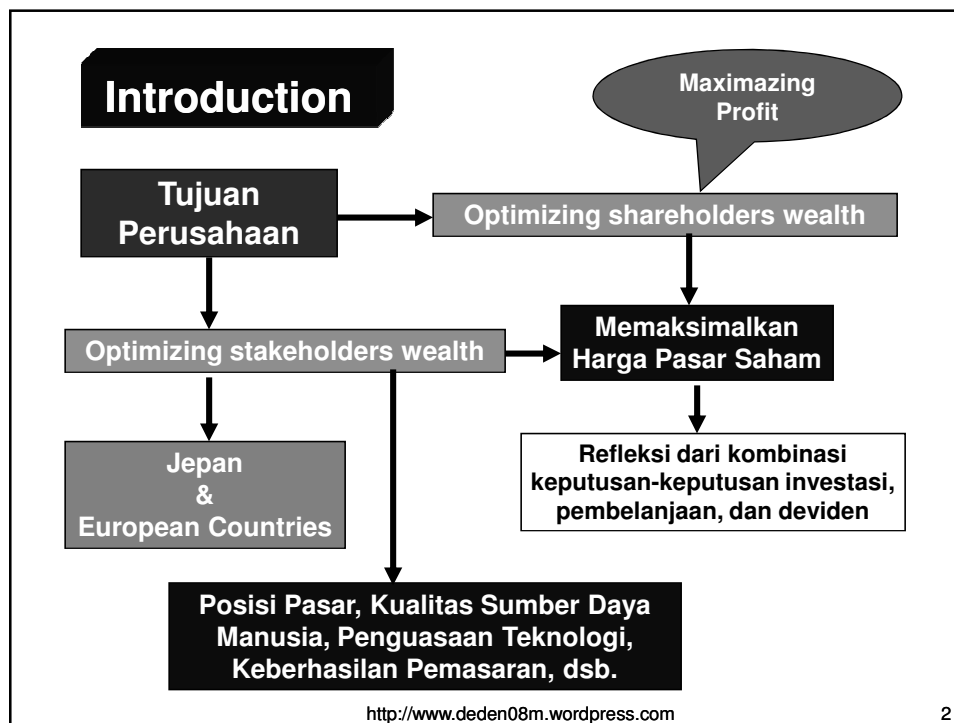 Introduction
Maximazing
Profit
Tujuan
Perusahaan
Optimizing shareholders wealth
Optimizing stakeholders wealth
Memaksimalkan
Harga Pasar Saham
Jepan
&
European Countries
Refleksi dari kombinasi
keputusan-keputusan investasi,
pembelanjaan, dan deviden
Posisi Pasar, Kualitas Sumber Daya
Manusia, Penguasaan Teknologi,
Keberhasilan Pemasaran, dsb.
http://www.deden08m.wordpress.com
2